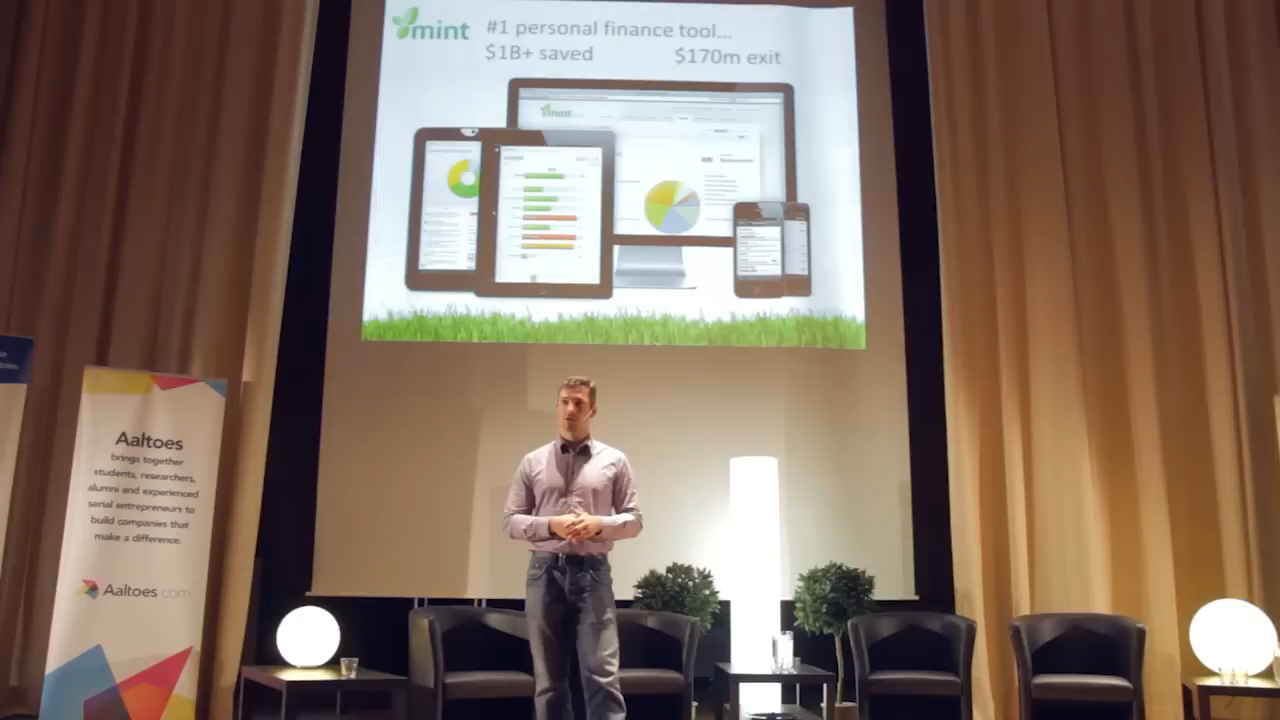 mint
#1 personal finance tool...
$1B+ saved
$170m exit
mint
Aaltoes
brings together
students, researchers,
alumni and experienced
serial entrepreneurs to
build companies that
make a difference.
Aaltoes.com